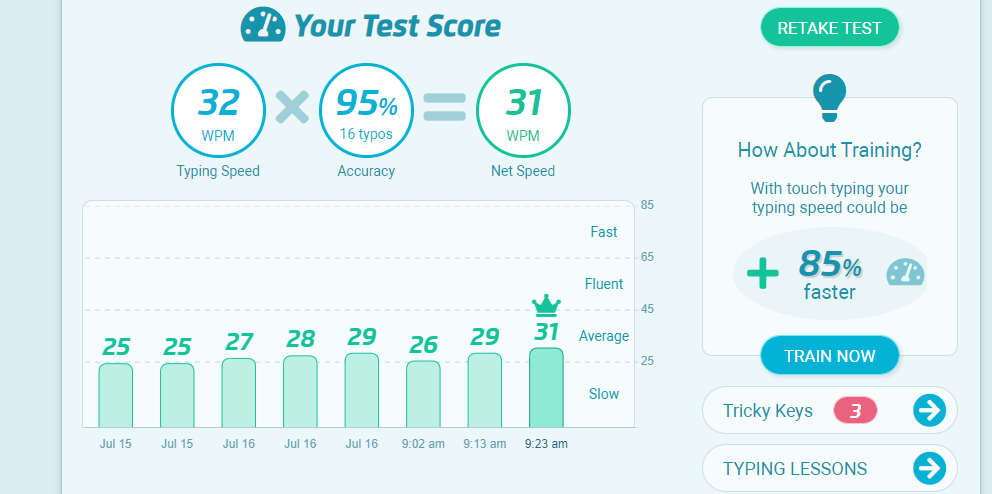 Your Test Score
RETAKE TEST
32
WPM
Typing Speed
95%
16 typos
Accuracy
31
WPM
Net Speed
85
Fast
65
Fluent
45
Average
25
Slow
25 25 27 28 29 26 29 31
Jul 15 Jul 15 Jul 16 Jul 16 Jul 16 9:02 am 9:13 am 9:23 am
How About Training?
With touch typing your
typing speed could be
85%
faster
TRAIN NOW
Tricky Keys 3
TYPING LESSONS